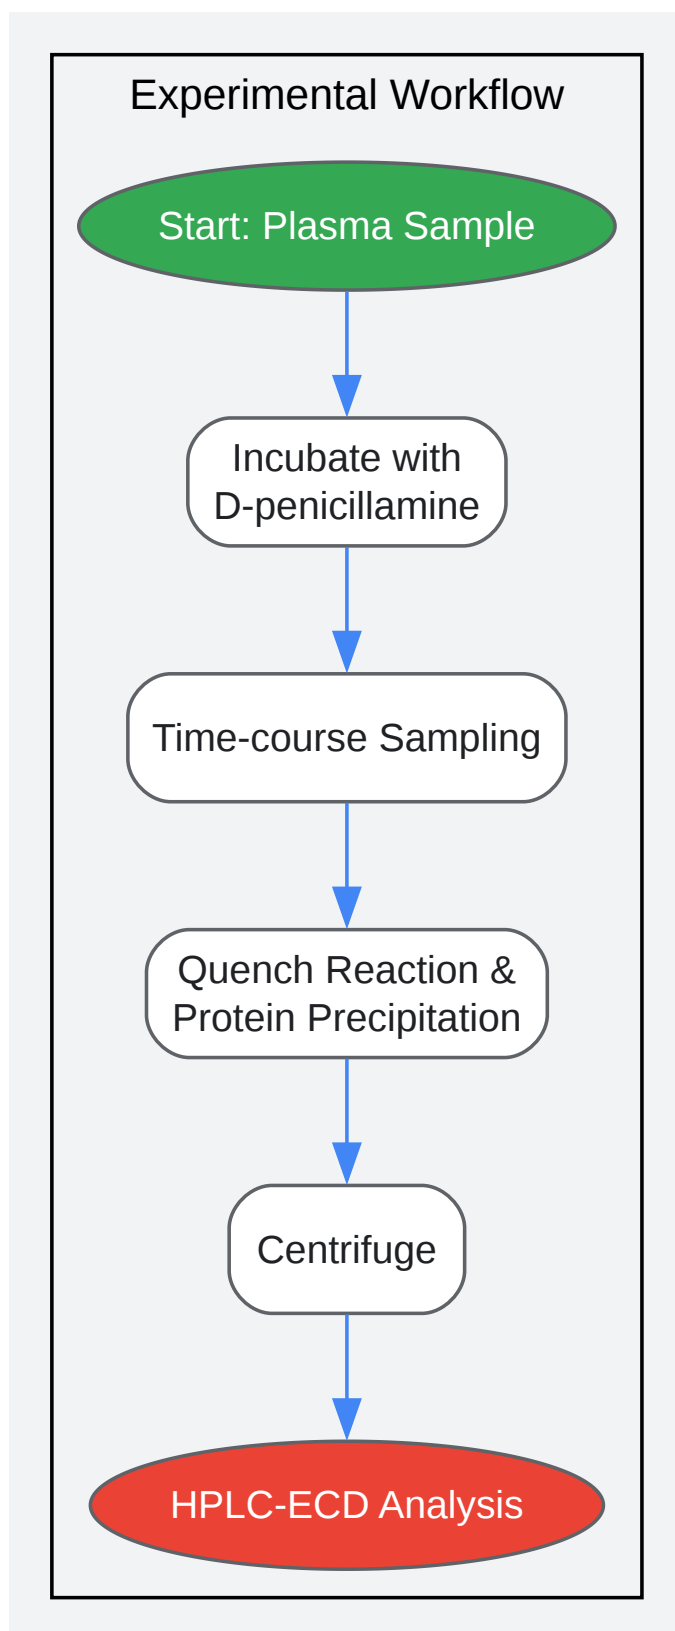 Experimental Workflow
Start: Plasma Sample
Incubate with
D-penicillamine
Time-course Sampling
Quench Reaction &
Protein Precipitation
Centrifuge
HPLC-ECD Analysis